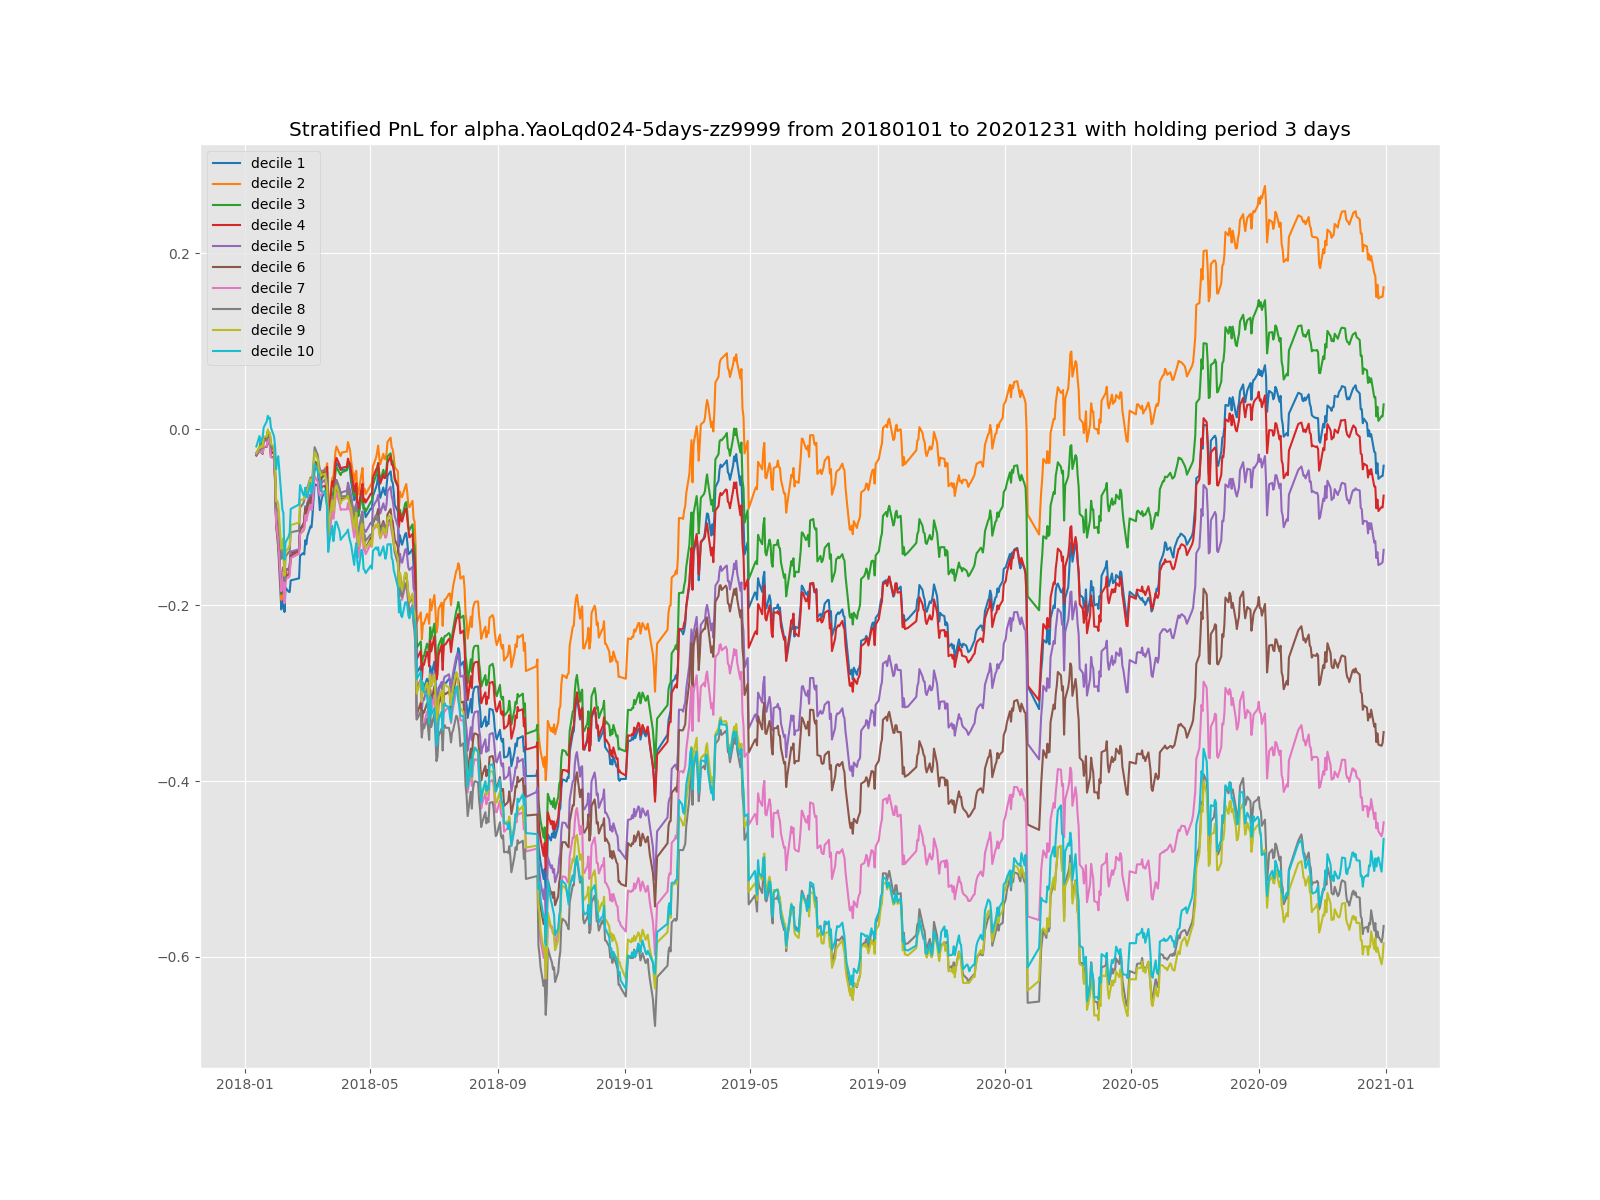 Stratified PnL for alpha.YaoLqd024-5days-zz9999 from 20180101 to 20201231 with holding period 3 days
decile 1
decile 2
decile 3
decile 4
decile 5
decile 6
decile 7
decile 8
decile 9
decile 10
0.2
0.0
−0.2
−0.4
−0.6
2018-01 2018-05 2018-09 2019-01 2019-05 2019-09 2020-01 2020-05 2020-09 2021-01